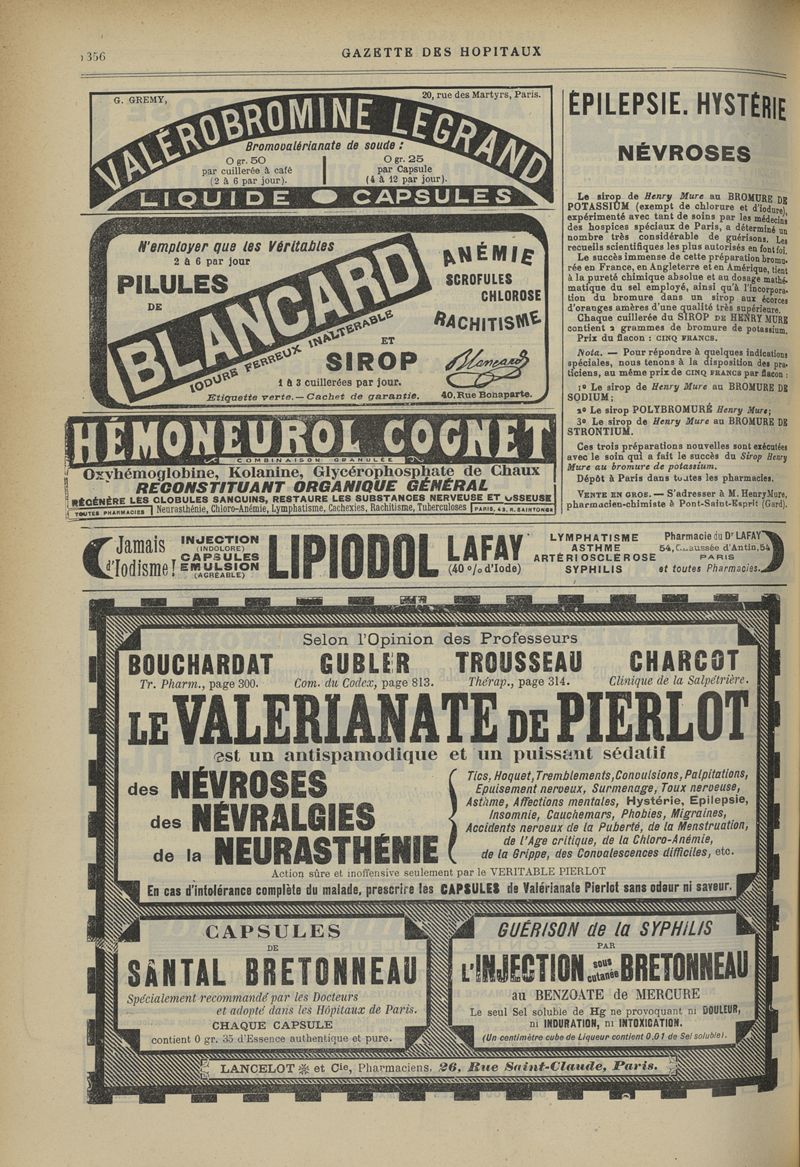 1356
GAZETTE DES HOPITAUX
G. GREMY,
20, rue des Martyrs, Paris.
VALÉROBROMINE LEGRAND
Bromovalérianate de soude :
0 gr. 50
par cuillerée à café
(2 à 6 par jour).
0 gr. 25
par Capsule
(4 à 12 par jour).
LIQUIDE
CAPSULES
N'employer que les Véritables
2 à 6 par jour
PILULES
DE
BLANCARD
IODURE FERREUX INALTERABLE
ANÉMIE
SCROFULES
CHLOROSE
RACHITISME
ET
SIROP
1 à 3 cuillerées par jour.
Blancard
Etiquette verte. — Cachet de garantie.
40, Rue Bonaparte.
HÉMONEUROL COGNET
COMBINAISON GRANULÉE
Oxyhémoglobine, Kolanine, Glycérophosphate de Chaux
RECONSTITUANT ORGANIQUE GÉNÉRAL
RÉGÉNÈRE LES GLOBULES SANGUINS, RESTAURE LES SUBSTANCES NERVEUSE ET OSSEUSE
TOUTES PHARMACIES
Neurasthénie, Chloro-Anémie, Lymphatisme, Cachexies, Rachitisme, Tuberculoses
PARIS, 43, R. SAINTONGE
ÉPILEPSIE. HYSTÉRIE
NÉVROSES
Le sirop de Henry Mure au BROMURE DE
POTASSIUM (exempt de chlorure et d'iodure),
expérimenté avec tant de soins par les médecins
des hospices spéciaux de Paris, a déterminé un
nombre très considérable de guérisons. Les
recueils scientifiques les plus autorisés en font foi.
Le succès immense de cette préparation bromu-
rée en France, en Angleterre et en Amérique, tient
à la pureté chimique absolue et au dosage mathé-
matique du sel employé, ainsi qu'à l'incorpora-
tion du bromure dans un sirop aux écorces
d'oranges amères d'une qualité très supérieure.
Chaque cuillerée du SIROP DE HENRY MURE
contient 2 grammes de bromure de potassium.
Prix du flacon : CINQ FRANCS.
Nota. — Pour répondre à quelques indications
spéciales, nous tenons à la disposition des pra-
ticiens, au même prix de CINQ FRANCS par flacon :
1º Le sirop de Henry Mure au BROMURE DE
SODIUM;
2º Le sirop POLYBROMURÉ Henry Mure;
3º Le sirop de Henry Mure au BROMURE DE
STRONTIUM.
Ces trois préparations nouvelles sont exécutées
avec le soin qui a fait le succès du Sirop Henry
Mure au bromure de potassium.
Dépôt à Paris dans toutes les pharmacies.
VENTE EN GROS. — S'adresser à M. Henry Mure,
pharmacien-chimiste à Pont-Saint-Esprit (Gard).
Jamais
d'Iodisme!
INJECTION
(INDOLORE)
CAPSULES
EMULSION
(AGRÉABLE)
LIPIODOL LAFAY
(40 o/o d'Iode)
LYMPHATISME
ASTHME
ARTÉRIOSCLÉROSE
SYPHILIS
Pharmacie du Dr LAFAY
54, Chaussée d'Antin, 54
PARIS
et toutes Pharmacies.
Selon l'Opinion des Professeurs
BOUCHARDAT GUBLER TROUSSEAU CHARCOT
Tr. Pharm., page 300. Com. du Codex, page 813. Thérap., page 314. Clinique de la Salpétrière.
LE VALERIANATE DE PIERLOT
est un antispamodique et un puissant sédatif
des NÉVROSES
des NÉVRALGIES
de la NEURASTHÉNIE
Tics, Hoquet, Tremblements, Convulsions, Palpitations,
Epuisement nerveux, Surmenage, Toux nerveuse,
Asthme, Affections mentales, Hystérie, Epilepsie,
Insomnie, Cauchemars, Phobies, Migraines,
Accidents nerveux de la Puberté, de la Menstruation,
de l'Age critique, de la Chloro-Anémie,
de la Grippe, des Convalescences difficiles, etc.
Action sûre et inoffensive seulement par le VERITABLE PIERLOT
En cas d'intolérance complète du malade, prescrire les CAPSULES de Valérianate Pierlot sans odeur ni saveur.
CAPSULES
DE
SANTAL BRETONNEAU
Spécialement recommandé par les Docteurs
et adopté dans les Hôpitaux de Paris.
CHAQUE CAPSULE
contient 0 gr. 35 d'Essence authentique et pure.
GUÉRISON de la SYPHILIS
PAR
L'INJECTION sous cutanée BRETONNEAU
au BENZOATE de MERCURE
Le seul Sel soluble de Hg ne provoquant ni DOULEUR,
ni INDURATION, ni INTOXICATION.
(Un centimètre cube de Liqueur contient 0,01 de Sel soluble).
LANCELOT et Cie, Pharmaciens, 26, Rue Saint-Claude, Paris.